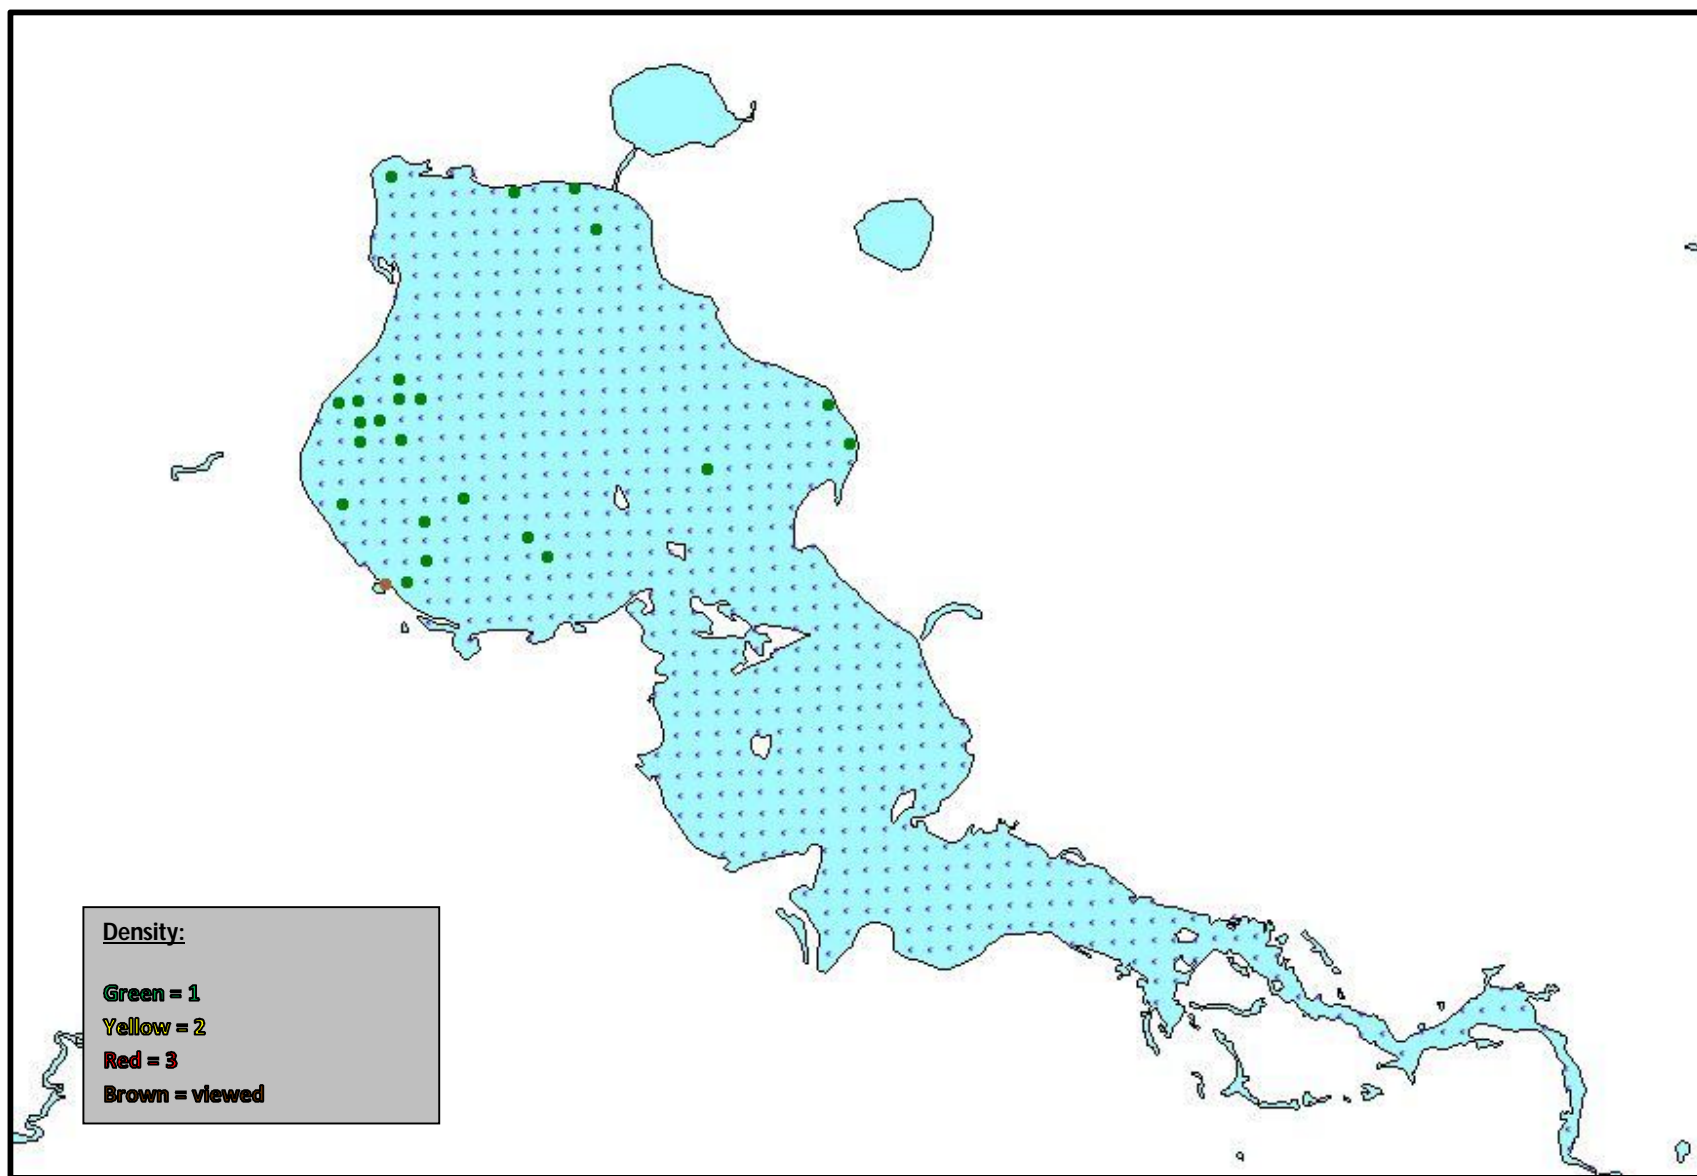 Density:
Green = 1
Yellow = 2
Red = 3
Brown = viewed